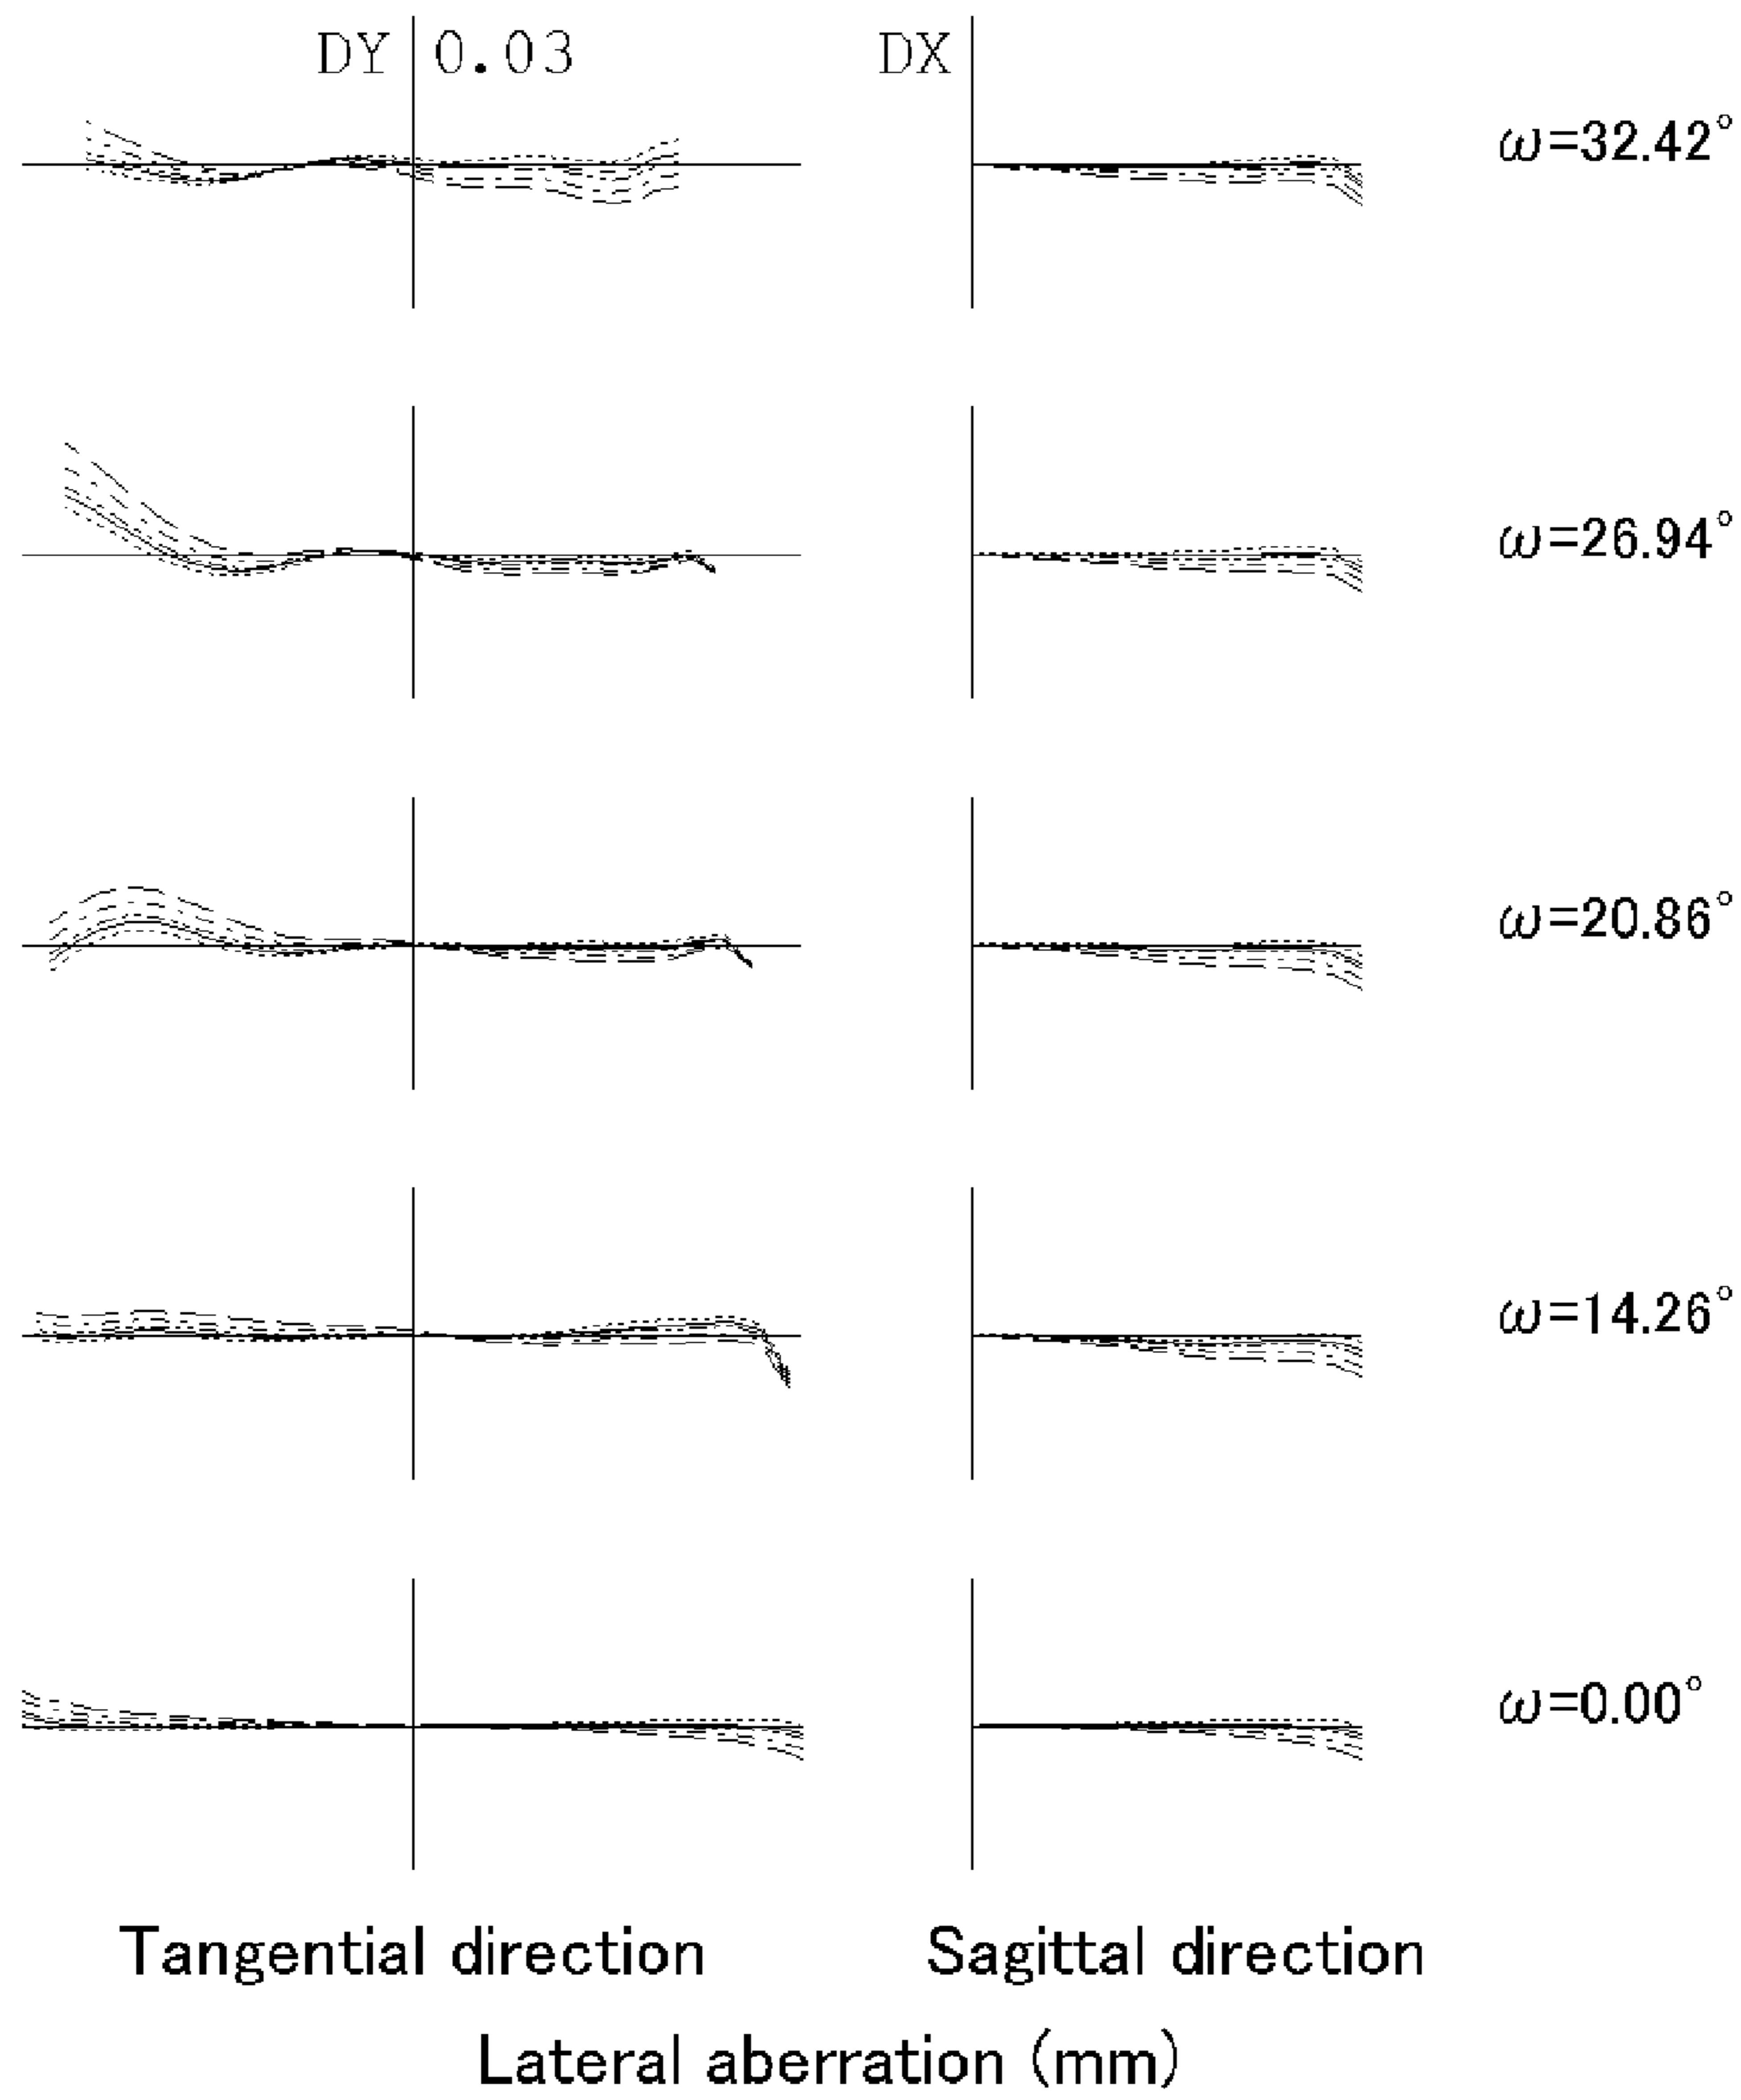 DY 0.03 DX
ω=32.42°
ω=26.94°
ω=20.86°
ω=14.26°
ω=0.00°
Tangential direction Sagittal direction
Lateral aberration (mm)